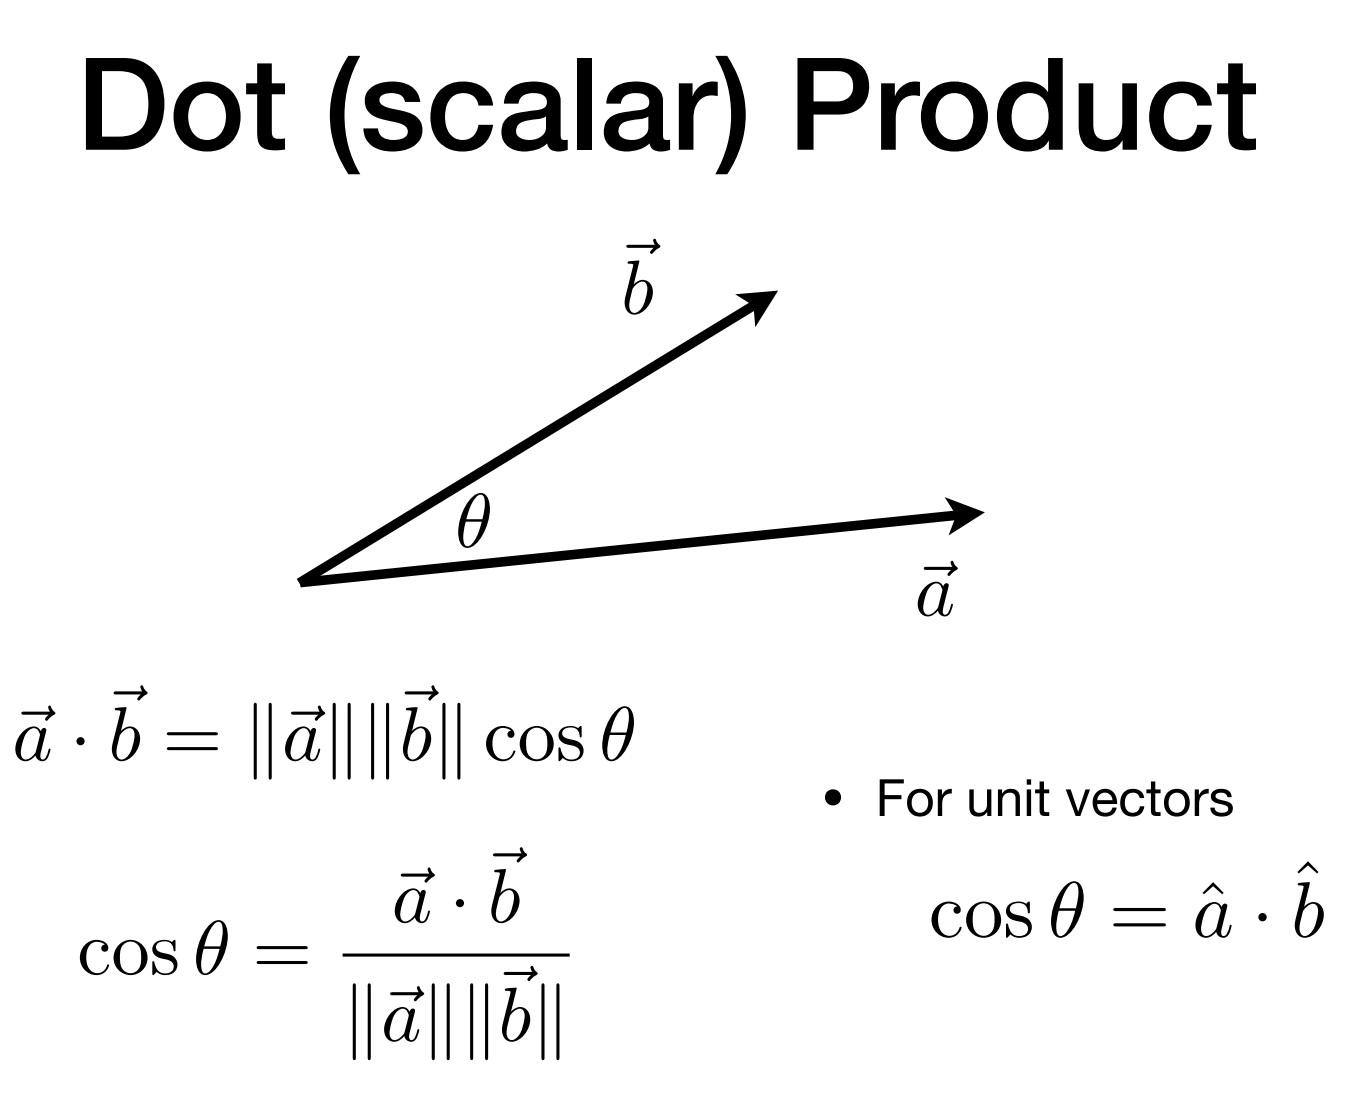 Dot (scalar) Product
$\vec{b}$
$\theta$
$\vec{a}$
$\vec{a} \cdot \vec{b} = \|\vec{a}\| \, \|\vec{b}\| \cos\theta$
$\cos\theta = \frac{\vec{a} \cdot \vec{b}}{\|\vec{a}\| \, \|\vec{b}\|}$
• For unit vectors
$\cos\theta = \hat{a} \cdot \hat{b}$